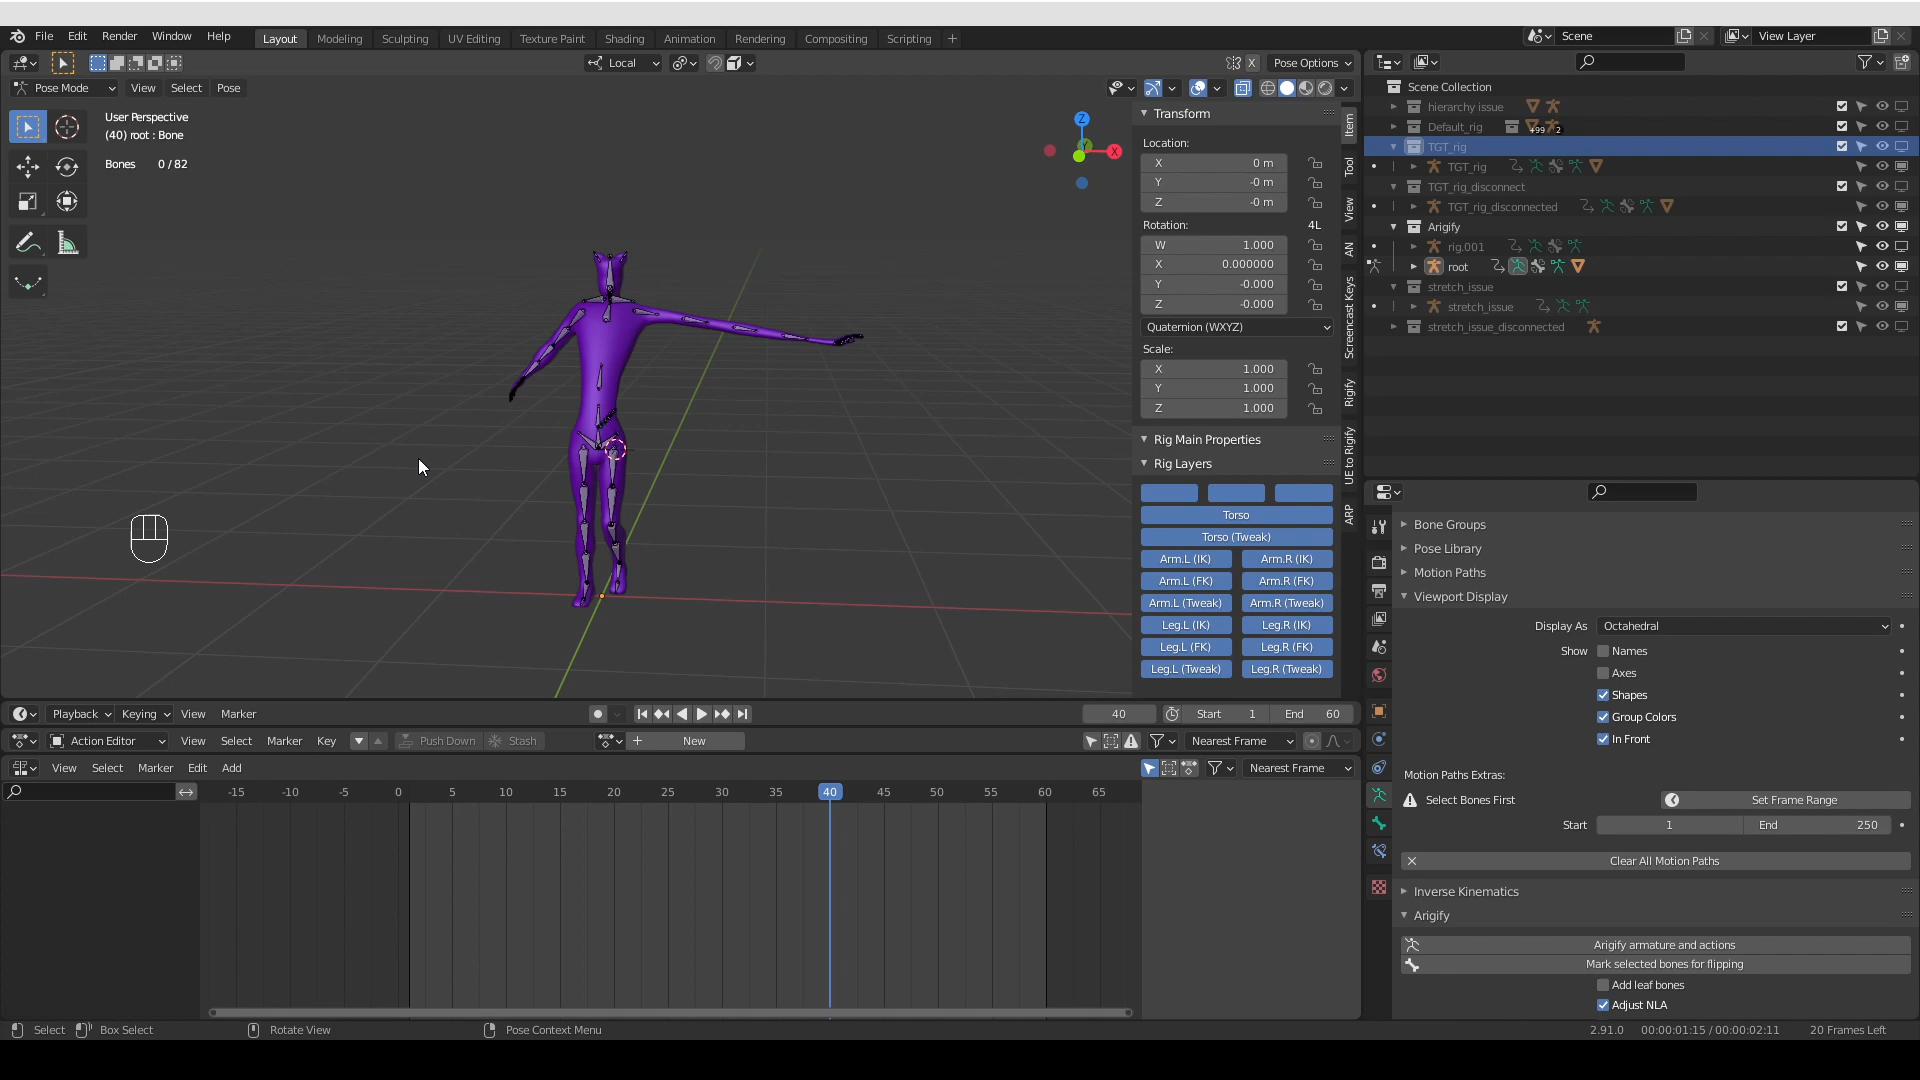 File Edit Render Window Help Layout Modeling Sculpting UV Editing Texture Paint Shading Animation Rendering Compositing Scripting + Scene View Layer
Local X Pose Options
Pose Mode View Select Pose
User Perspective
(40) root : Bone
Bones 0 / 82
Z
Y
X
Transform
Location:
X 0 m
Y -0 m
Z -0 m
Rotation: 4L
W 1.000
X 0.000000
Y -0.000
Z -0.000
Quaternion (WXYZ)
Scale:
X 1.000
Y 1.000
Z 1.000
Rig Main Properties
Rig Layers
Torso
Torso (Tweak)
Arm.L (IK) Arm.R (IK)
Arm.L (FK) Arm.R (FK)
Arm.L (Tweak) Arm.R (Tweak)
Leg.L (IK) Leg.R (IK)
Leg.L (FK) Leg.R (FK)
Leg.L (Tweak) Leg.R (Tweak)
Item
Tool
View
AN
Screencast Keys
Rigify
UE to Rigify
ARP
Scene Collection
hierarchy issue
Default_rig +99 2
TGT_rig
TGT_rig
TGT_rig_disconnect
TGT_rig_disconnected
Arigify
rig.001
root
stretch_issue
stretch_issue
stretch_issue_disconnected
Bone Groups
Pose Library
Motion Paths
Viewport Display
Display As Octahedral
Show Names
Axes
Shapes
Group Colors
In Front
Motion Paths Extras:
Select Bones First Set Frame Range
Start 1 End 250
Clear All Motion Paths
Inverse Kinematics
Arigify
Arigify armature and actions
Mark selected bones for flipping
Add leaf bones
Adjust NLA
Playback Keying View Marker 40 Start 1 End 60
Action Editor View Select Marker Key Push Down Stash + New Nearest Frame
View Select Marker Edit Add Nearest Frame
-15 -10 -5 0 5 10 15 20 25 30 35 40 45 50 55 60 65
Select Box Select Rotate View Pose Context Menu 2.91.0 00:00:01:15 / 00:00:02:11 20 Frames Left